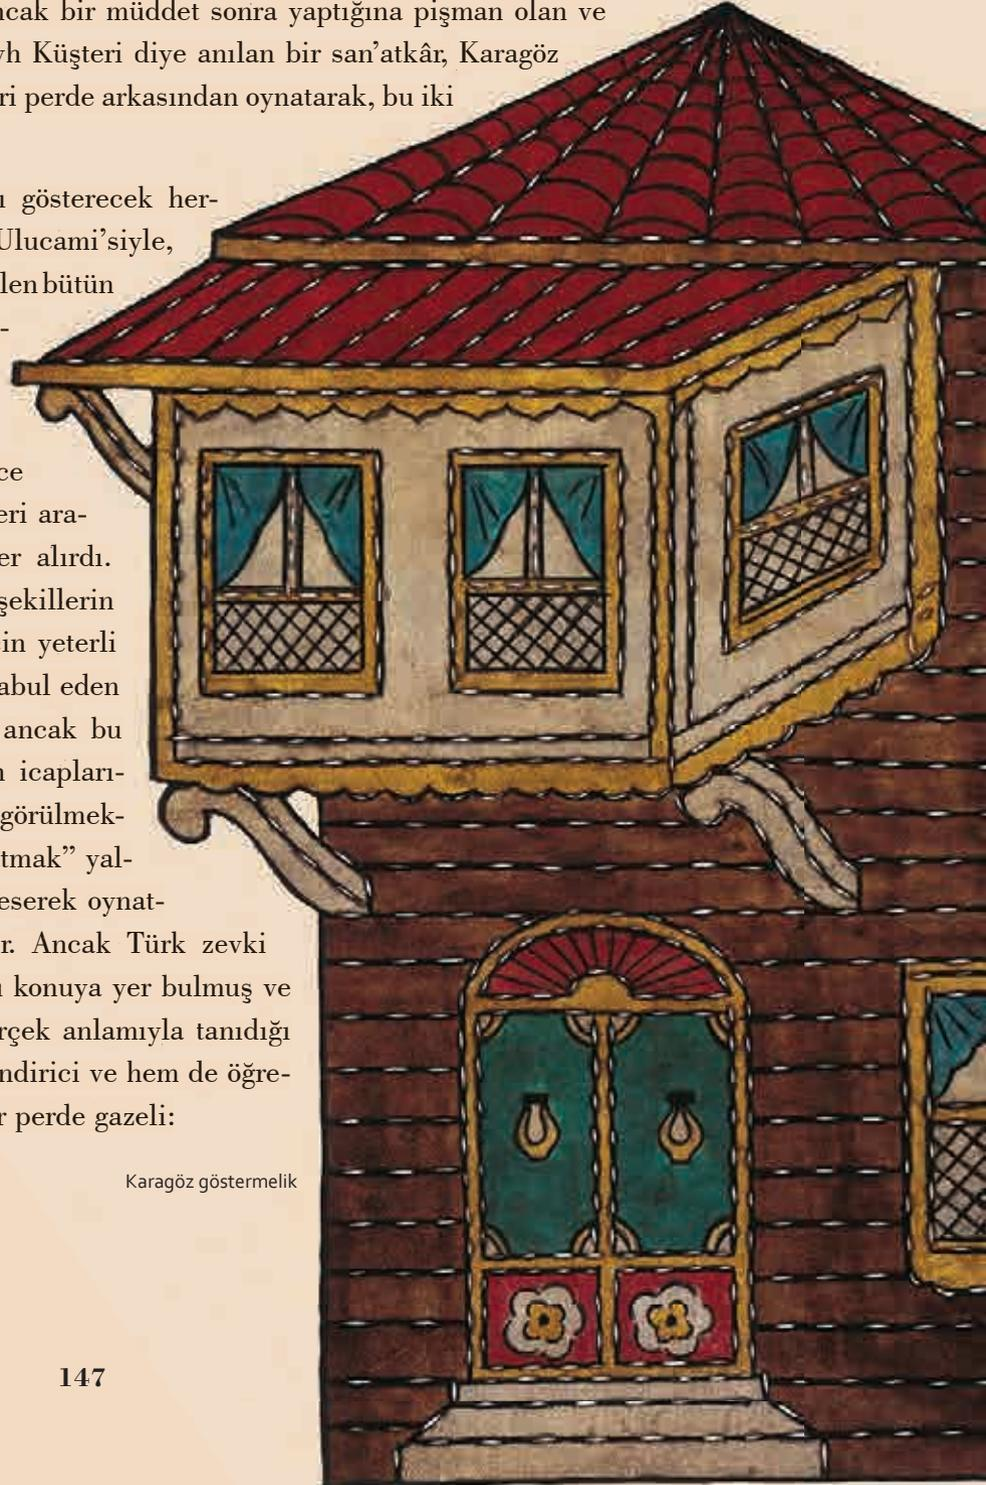 ncak bir müddet sonra yaptığına pişman olan ve
yh Küşteri diye anılan bir san’atkâr, Karagöz
ri perde arkasından oynatarak, bu iki
ı gösterecek her-
Ulucami’siyle,
len bütün
-
ce
eri ara-
er alırdı.
şekillerin
in yeterli
abul eden
ancak bu
n icapları-
görülmek-
tmak” yal-
eserek oynat-
r. Ancak Türk zevki
ı konuya yer bulmuş ve
rçek anlamıyla tanıdığı
ndirici ve hem de öğre-
r perde gazeli:
Karagöz göstermelik
147